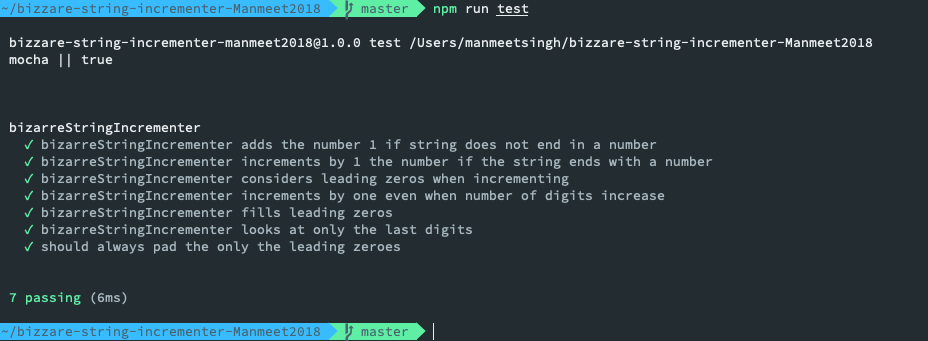 ~/bizzare-string-incrementer-Manmeet2018 master npm run test
bizzare-string-incrementer-manmeet2018@1.0.0 test /Users/manmeetsingh/bizzare-string-incrementer-Manmeet2018
mocha || true
bizarreStringIncrementer
✓ bizarreStringIncrementer adds the number 1 if string does not end in a number
✓ bizarreStringIncrementer increments by 1 the number if the string ends with a number
✓ bizarreStringIncrementer considers leading zeros when incrementing
✓ bizarreStringIncrementer increments by one even when number of digits increase
✓ bizarreStringIncrementer fills leading zeros
✓ bizarreStringIncrementer looks at only the last digits
✓ should always pad the only the leading zeroes
7 passing (6ms)
~/bizzare-string-incrementer-Manmeet2018 master